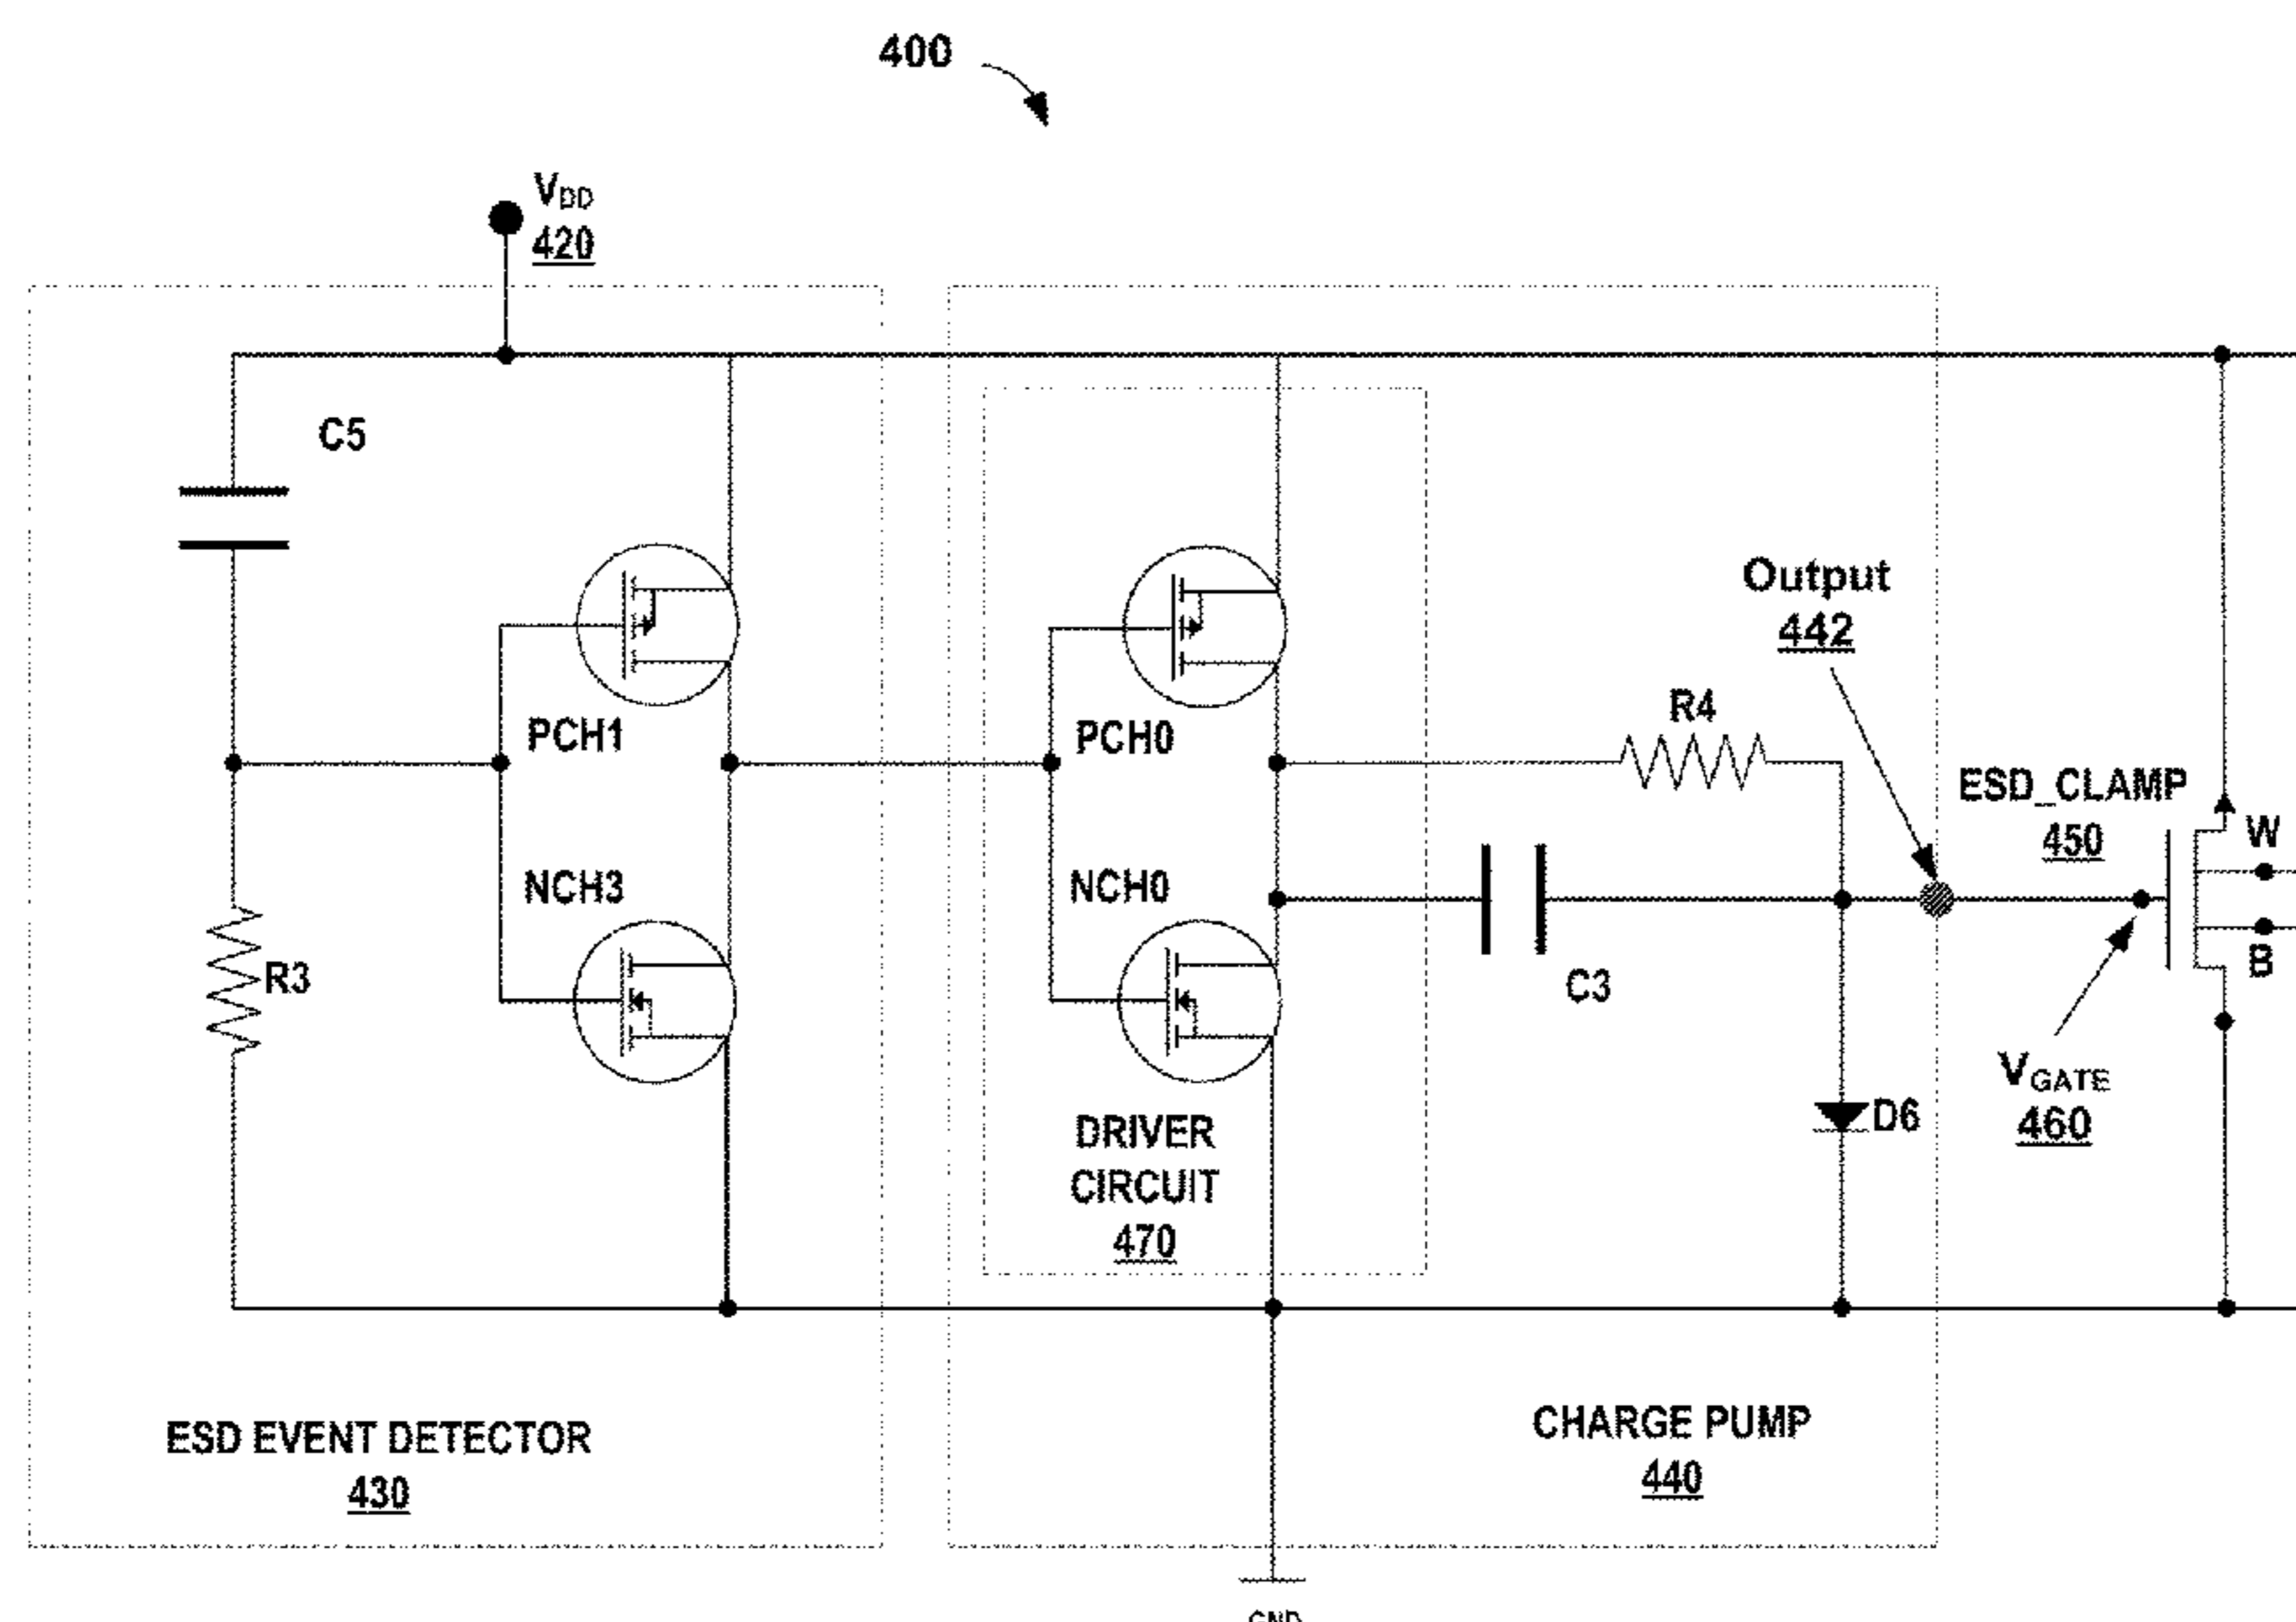 400
VDD
420
C5
PCH1
NCH3
R3
PCH0
NCH0
DRIVER
CIRCUIT
470
R4
C3
Output
442
D6
ESD_CLAMP
450
W
B
VGATE
460
ESD EVENT DETECTOR
430
CHARGE PUMP
440
GND